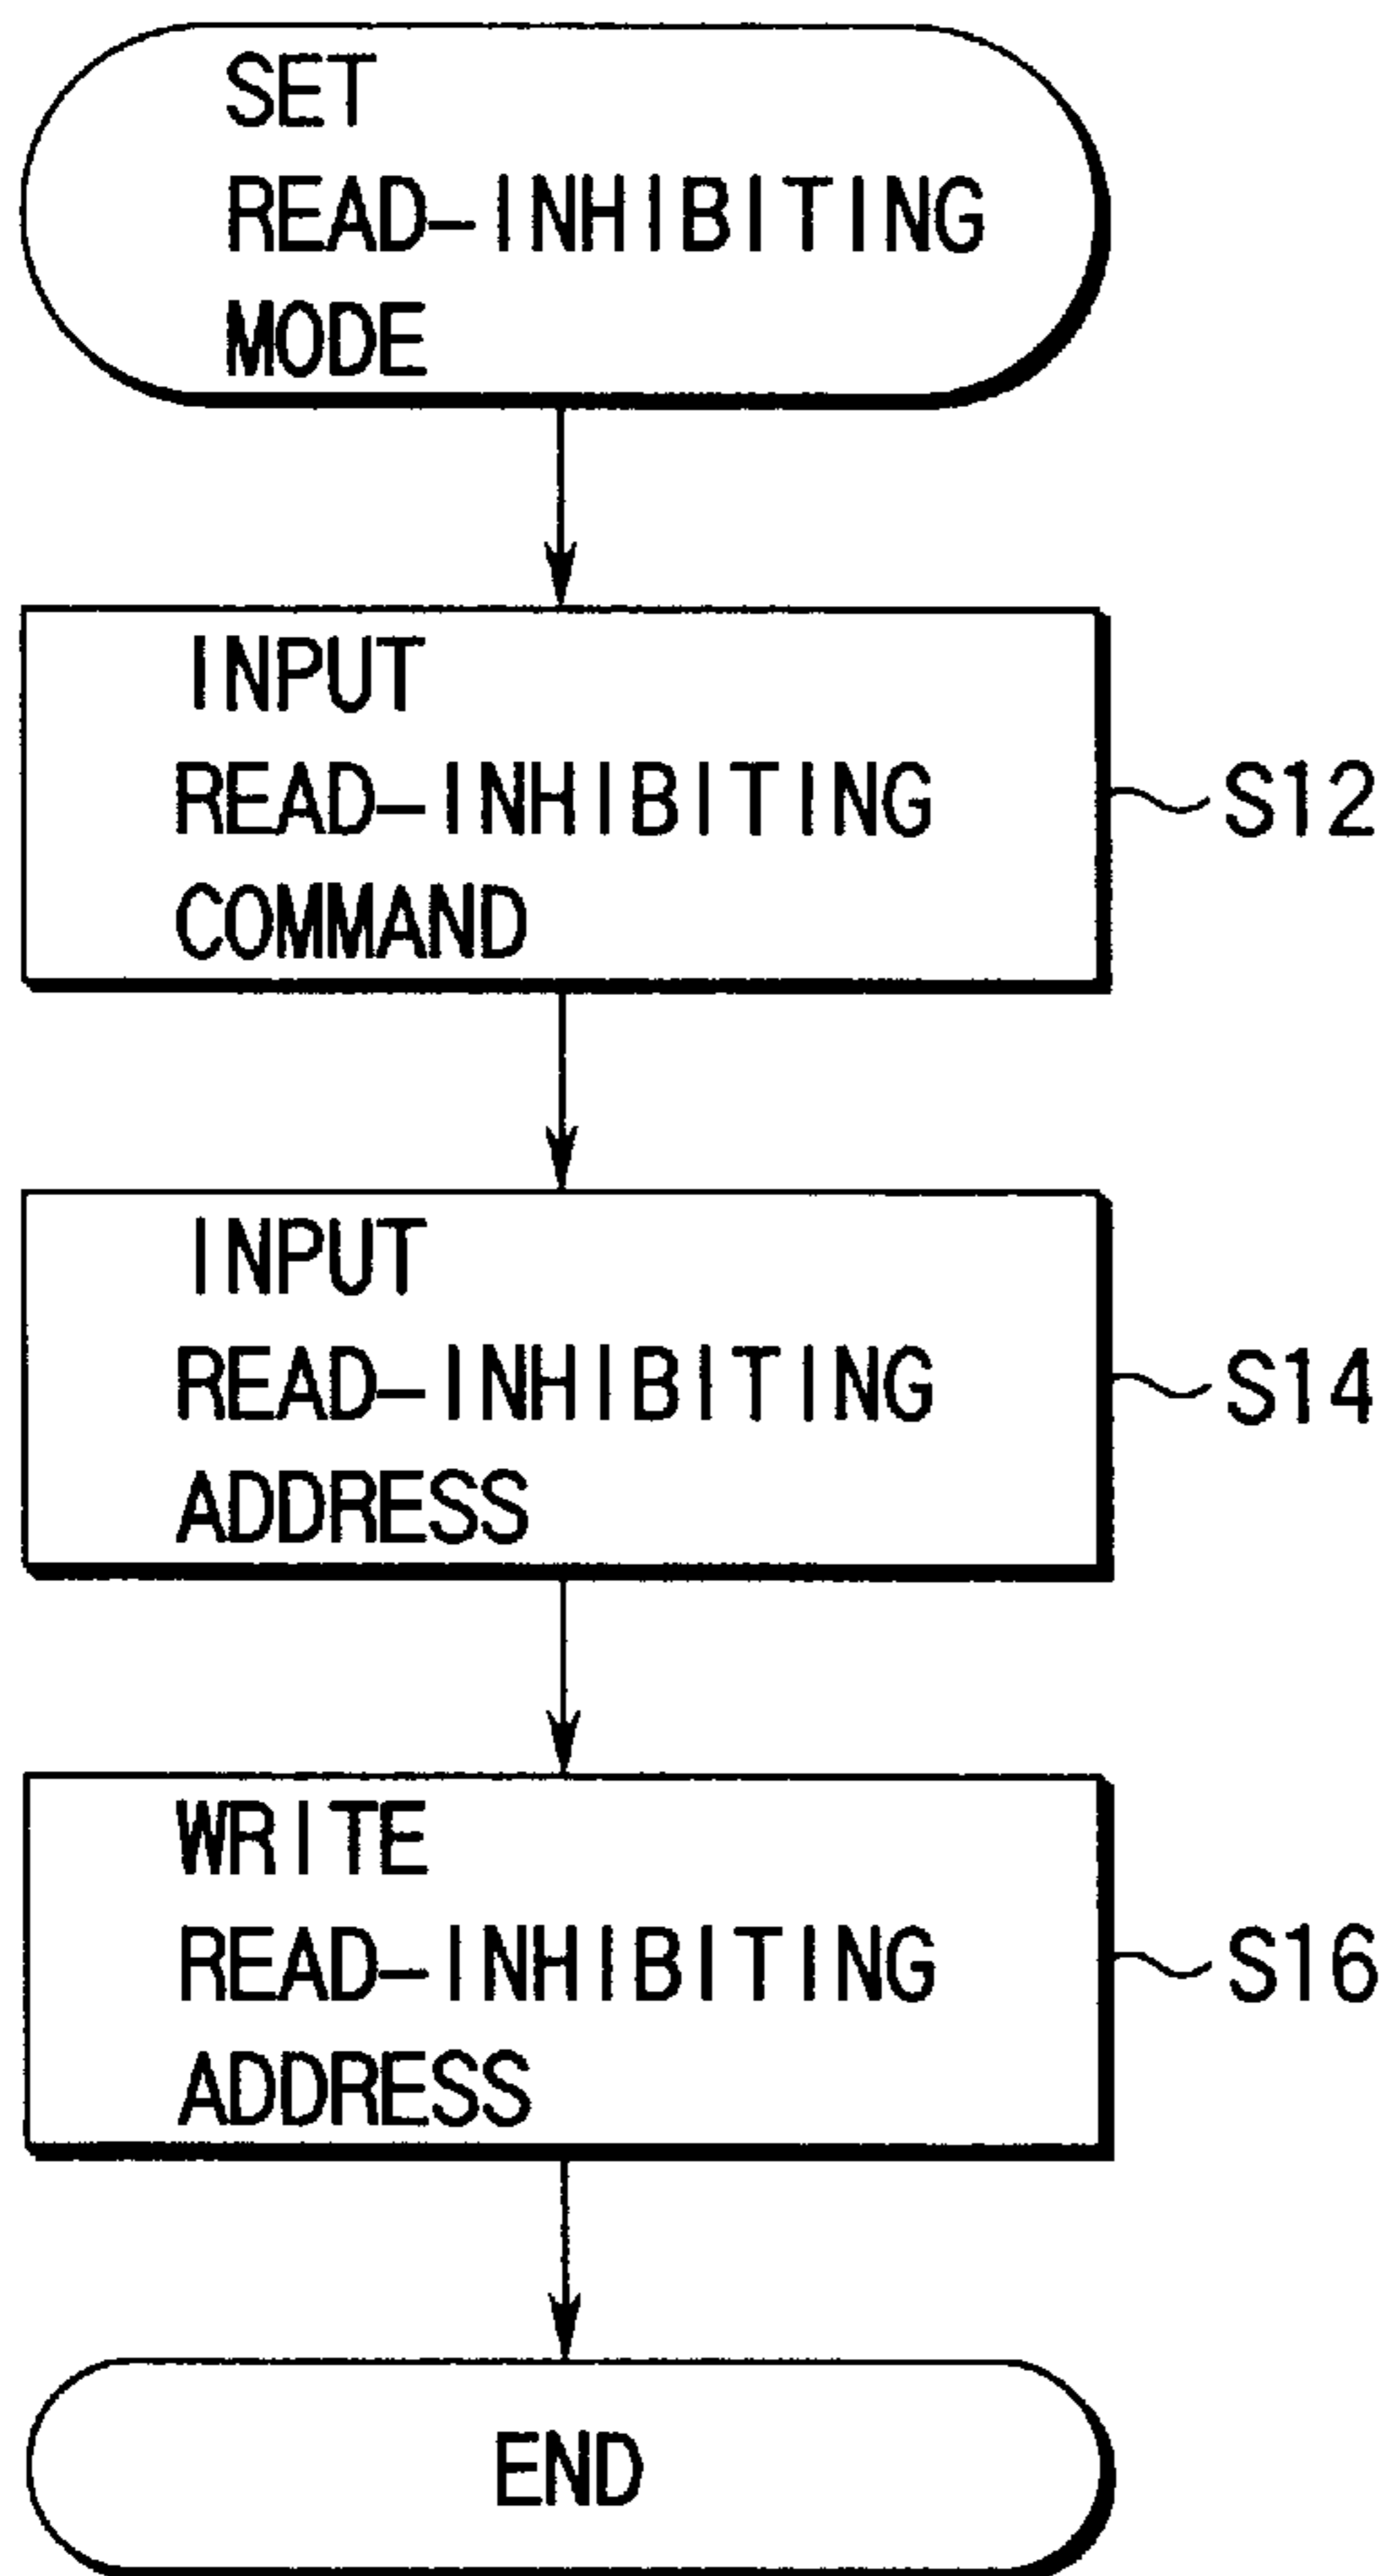 SET
READ-INHIBITING
MODE
INPUT
READ-INHIBITING
COMMAND
S12
INPUT
READ-INHIBITING
ADDRESS
S14
WRITE
READ-INHIBITING
ADDRESS
S16
END